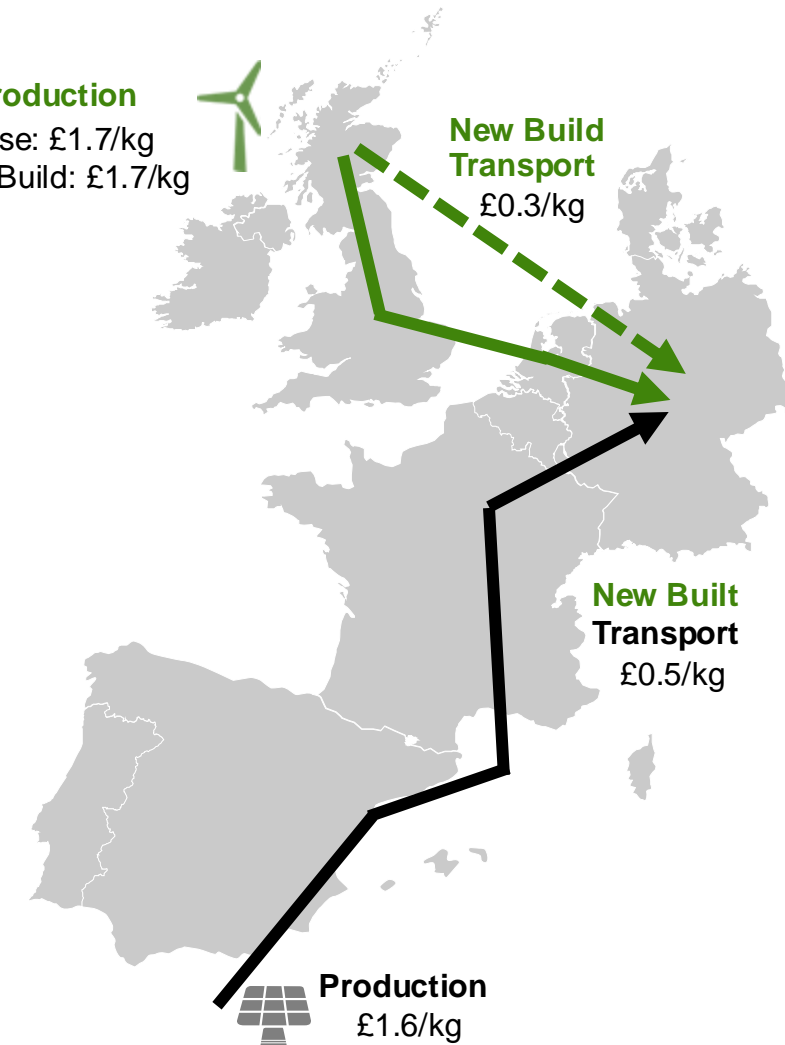 roduction
se: £1.7/kg
Build: £1.7/kg
New Build
Transport
£0.3/kg
New Built
Transport
£0.5/kg
Production
£1.6/kg